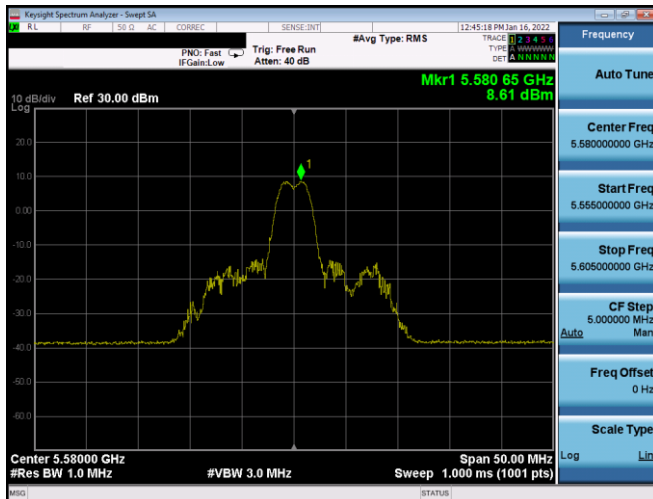 Keysight Spectrum Analyzer - Swept SA
RL RF 50 Ω AC CORREC SENSE:INT 12:45:18 PM Jan 16, 2022
#Avg Type: RMS TRACE 1 2 3 4 5 6
PNO: Fast Trig: Free Run TYPE A WWWWW
IFGain:Low Atten: 40 dB DET A N N N N N
Mkr1 5.580 65 GHz
8.61 dBm
10 dB/div Ref 30.00 dBm
Log
20.0
10.0
0.00
-10.0
-20.0
-30.0
-40.0
-50.0
-60.0
1
Center 5.58000 GHz Span 50.00 MHz
#Res BW 1.0 MHz #VBW 3.0 MHz Sweep 1.000 ms (1001 pts)
MSG STATUS
Frequency
Auto Tune
Center Freq
5.580000000 GHz
Start Freq
5.555000000 GHz
Stop Freq
5.605000000 GHz
CF Step
5.000000 MHz
Auto Man
Freq Offset
0 Hz
Scale Type
Log Lin